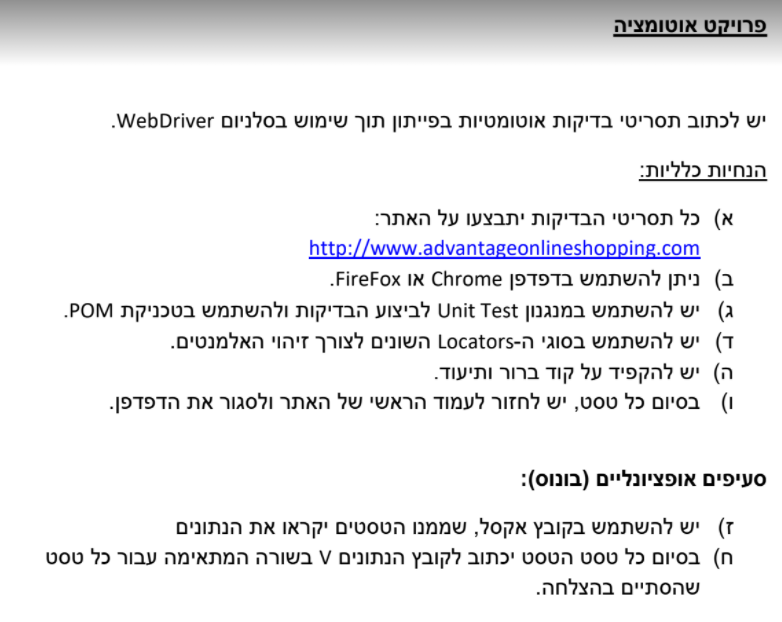 פרויקט אוטומציה
יש לכתוב תסריטי בדיקות אוטומטיות בפייתון תוך שימוש בסלניום WebDriver.
הנחיות כלליות:
א) כל תסריטי הבדיקות יתבצעו על האתר:
http://www.advantageonlineshopping.com
ב) ניתן להשתמש בדפדפן Chrome או FireFox.
ג) יש להשתמש במנגנון Unit Test לביצוע הבדיקות ולהשתמש בטכניקת POM.
ד) יש להשתמש בסוגי ה-Locators השונים לצורך זיהוי האלמנטים.
ה) יש להקפיד על קוד ברור ותיעוד.
ו) בסיום כל טסט, יש לחזור לעמוד הראשי של האתר ולסגור את הדפדפן.
סעיפים אופציונליים (בונוס):
ז) יש להשתמש בקובץ אקסל, שממנו הטסטים יקראו את הנתונים
ח) בסיום כל טסט הטסט יכתוב לקובץ הנתונים V בשורה המתאימה עבור כל טסט
שהסתיים בהצלחה.